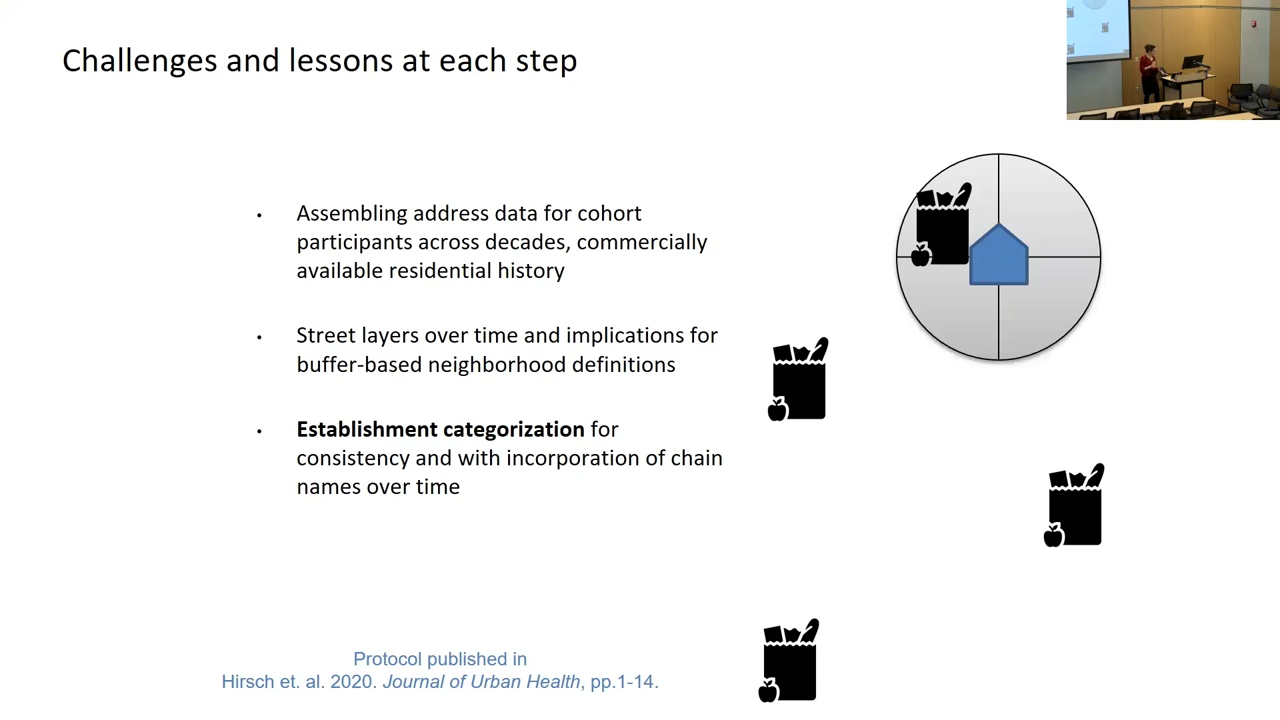 Challenges and lessons at each step
• Assembling address data for cohort
participants across decades, commercially
available residential history
• Street layers over time and implications for
buffer-based neighborhood definitions
• Establishment categorization for
consistency and with incorporation of chain
names over time
Protocol published in
Hirsch et. al. 2020. Journal of Urban Health, pp.1-14.